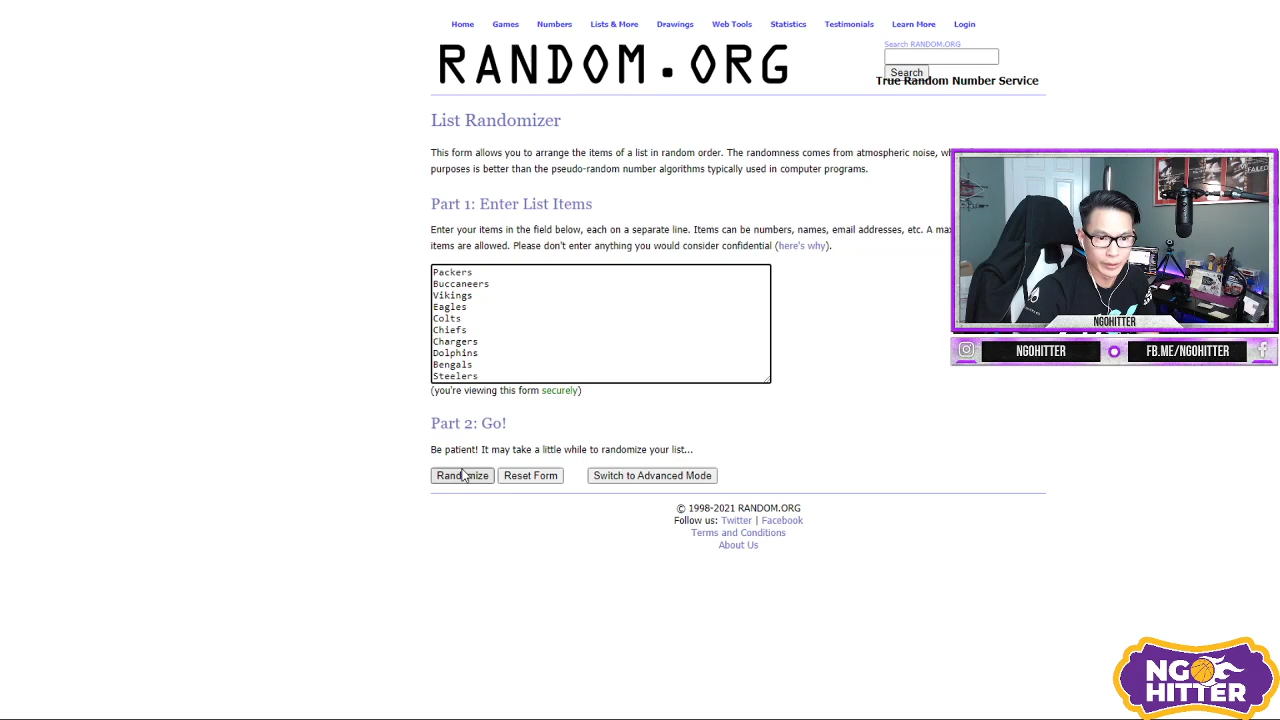 Home Games Numbers Lists & More Drawings Web Tools Statistics Testimonials Learn More Login
RANDOM.ORG
Search RANDOM.ORG
Search
True Random Number Service
List Randomizer
This form allows you to arrange the items of a list in random order. The randomness comes from atmospheric noise,
purposes is better than the pseudo-random number algorithms typically used in computer programs.
Part 1: Enter List Items
Enter your items in the field below, each on a separate line. Items can be numbers, names, email addresses, etc. A
items are allowed. Please don't enter anything you would consider confidential (here's why).
Packers
Buccaneers
Vikings
Eagles
Colts
Chiefs
Chargers
Dolphins
Bengals
Steelers
(you're viewing this form securely)
Part 2: Go!
Be patient! It may take a little while to randomize your list...
Randomize Reset Form Switch to Advanced Mode
© 1998-2021 RANDOM.ORG
Follow us: Twitter | Facebook
Terms and Conditions
About Us
NGOHITTER
NGOHITTER FB.ME/NGOHITTER
NGO
HITTER